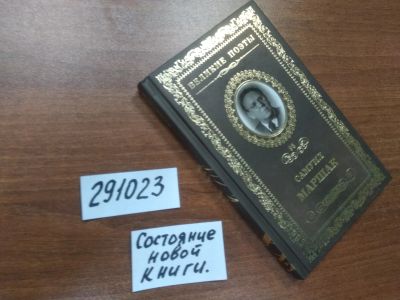 ВЕЛИКИЕ ПОЭТЫ
САМУИЛ
МАРШАК
291023
Состояние
новой
книги.